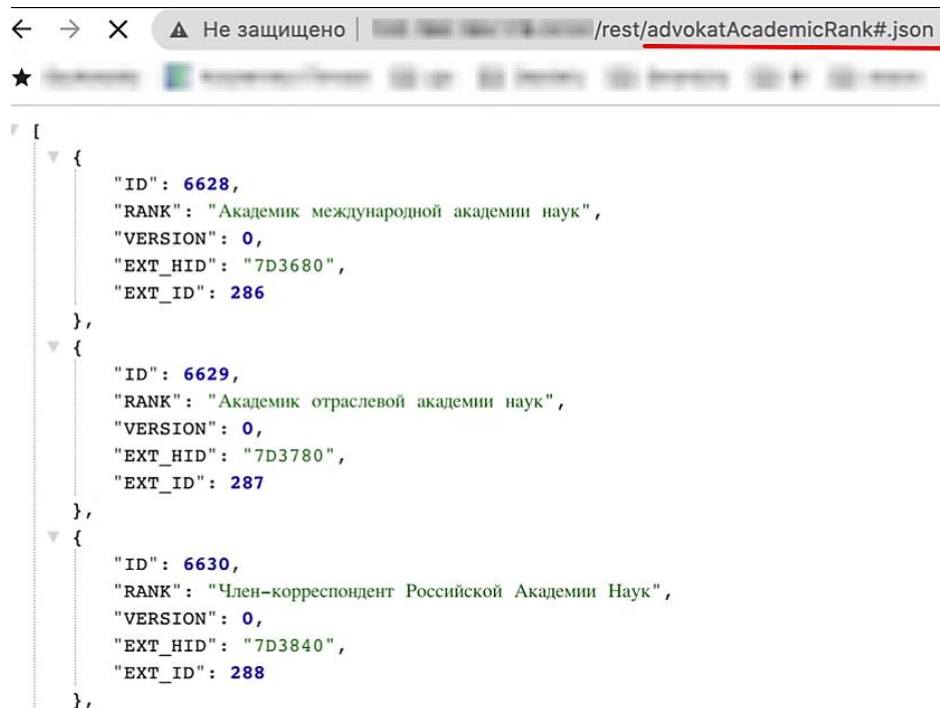 Не защищено | /rest/advokatAcademicRank#.json
[
{
"ID": 6628,
"RANK": "Академик международной академии наук",
"VERSION": 0,
"EXT_HID": "7D3680",
"EXT_ID": 286
},
{
"ID": 6629,
"RANK": "Академик отраслевой академии наук",
"VERSION": 0,
"EXT_HID": "7D3780",
"EXT_ID": 287
},
{
"ID": 6630,
"RANK": "Член-корреспондент Российской Академии Наук",
"VERSION": 0,
"EXT_HID": "7D3840",
"EXT_ID": 288
},